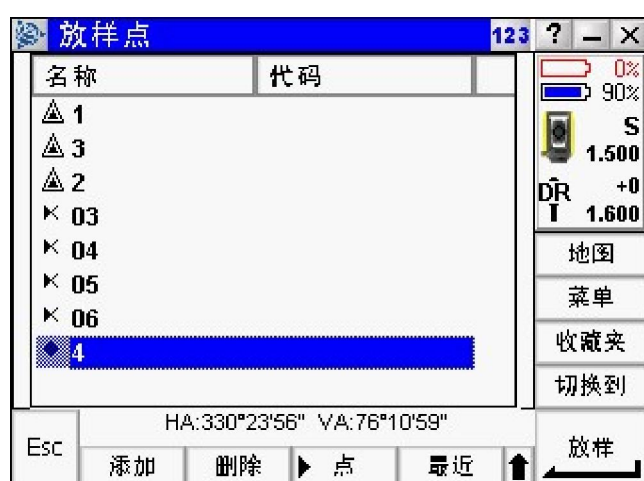 放样点 123 ? – ×
名称 代码
1
3
2
03
04
05
06
4
0%
90%
S
1.500
DR +0
T 1.600
地图
菜单
收藏夹
切换到
放样
HA:330°23'56" VA:76°10'59"
Esc 添加 删除 点 最近